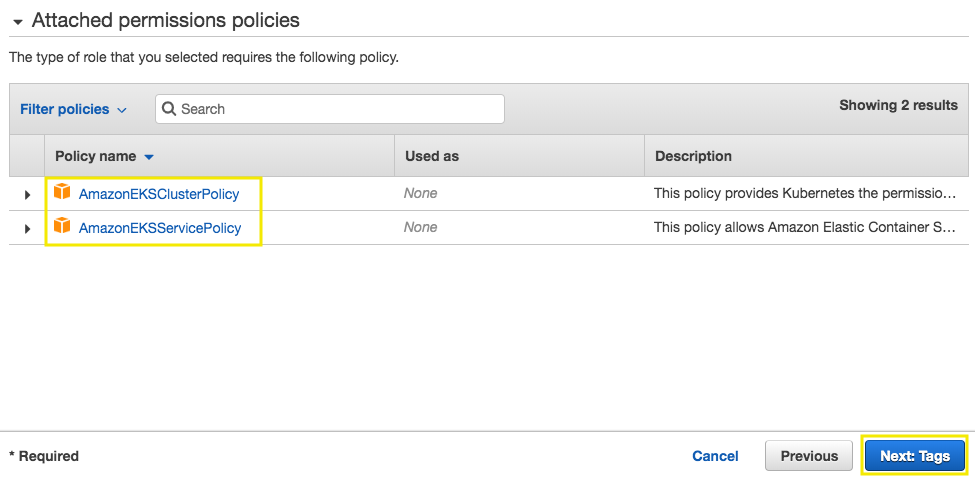 Attached permissions policies
The type of role that you selected requires the following policy.
Filter policies Search Showing 2 results
Policy name Used as Description
AmazonEKSClusterPolicy None This policy provides Kubernetes the permissio...
AmazonEKSServicePolicy None This policy allows Amazon Elastic Container S...
* Required Cancel Previous Next: Tags